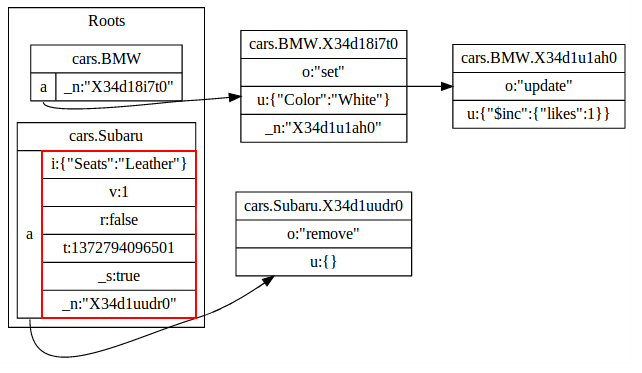 Roots
cars.BMW
a
_n:"X34d18i7t0"
cars.Subaru
a
i:{"Seats":"Leather"}
v:1
r:false
t:1372794096501
_s:true
_n:"X34d1uudr0"
cars.BMW.X34d18i7t0
o:"set"
u:{"Color":"White"}
_n:"X34d1u1ah0"
cars.BMW.X34d1u1ah0
o:"update"
u:{"$inc":{"likes":1}}
cars.Subaru.X34d1uudr0
o:"remove"
u:{}